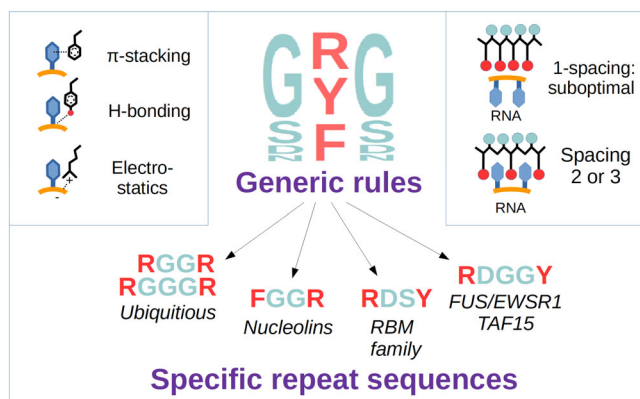 π-stacking
H-bonding
Electro-
statics
-
+
G R G
S Y S
D F D
N N
Generic rules
1-spacing:
suboptimal
RNA
Spacing
2 or 3
RNA
RGGR
RGGGR
Ubiquitious
FGGR
Nucleolins
RDSY
RBM
family
RDGGY
FUS/EWSR1
TAF15
Specific repeat sequences